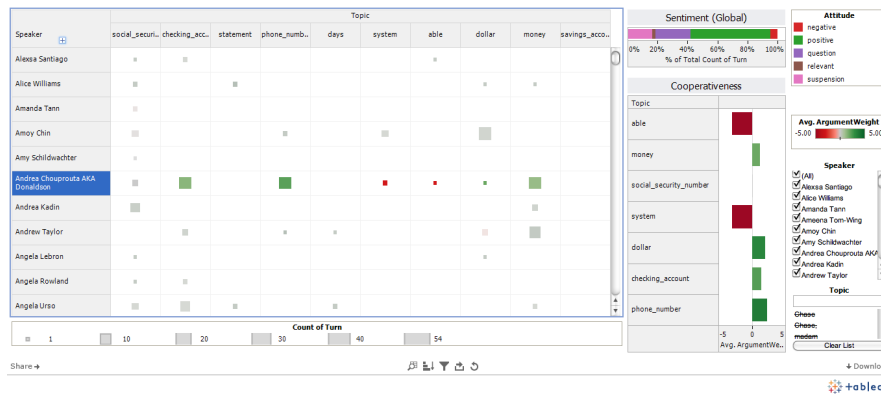 Topic
Speaker
social_securi.. checking_acc.. statement phone_numb.. days system able dollar money savings_acco..
Alexsa Santiago
Alice Williams
Amanda Tann
Amoy Chin
Amy Schildwachter
Andrea Chouprouta AKA
Donaldson
Andrea Kadin
Andrew Taylor
Angela Lebron
Angela Rowland
Angela Urso
Count of Turn
1 10 20 30 40 54
Sentiment (Global)
0% 20% 40% 60% 80% 100%
% of Total Count of Turn
Cooperativeness
Topic
able
money
social_security_number
system
dollar
checking_account
phone_number
-5 0 5
Avg. ArgumentWe..
Attitude
negative
positive
question
relevant
suspension
Avg. ArgumentWeight
-5.00 5.00
Speaker
(All)
Alexsa Santiago
Alice Williams
Amanda Tann
Ameena Tom-Wing
Amoy Chin
Amy Schildwachter
Andrea Chouprouta AKA
Andrea Kadin
Andrew Taylor
Topic
Chase
Chase,
madam
Clear List
Share
Downlo
+ablea